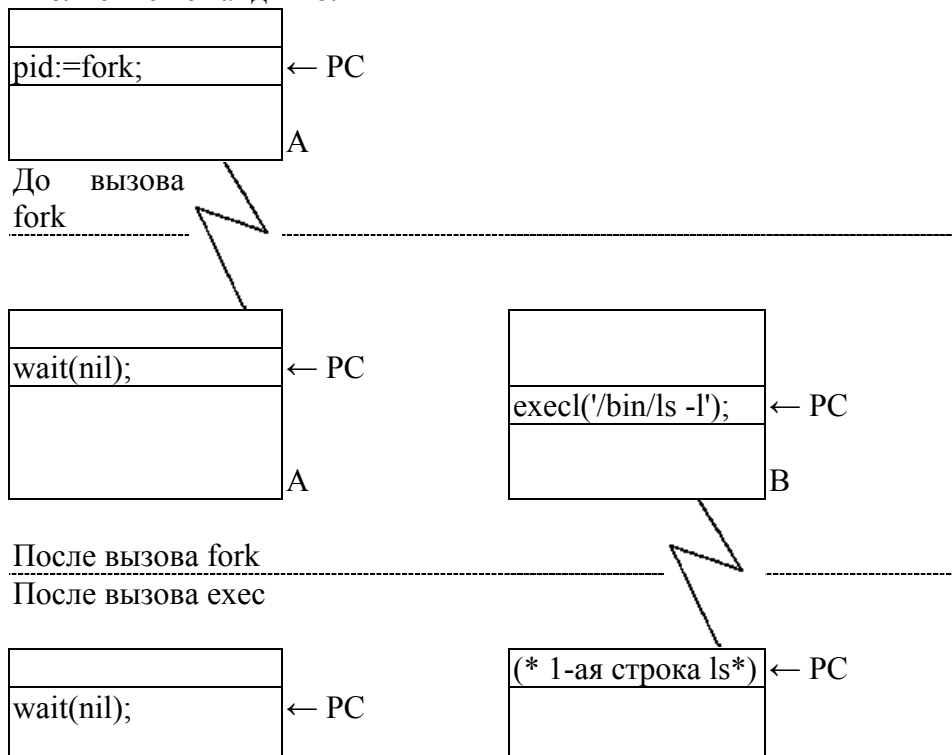 pid:=fork;
← PC
A
До вызова
fork
wait(nil);
← PC
execl('/bin/ls -l');
← PC
A
B
После вызова fork
После вызова exec
(* 1-ая строка ls*)
← PC
wait(nil);
← PC